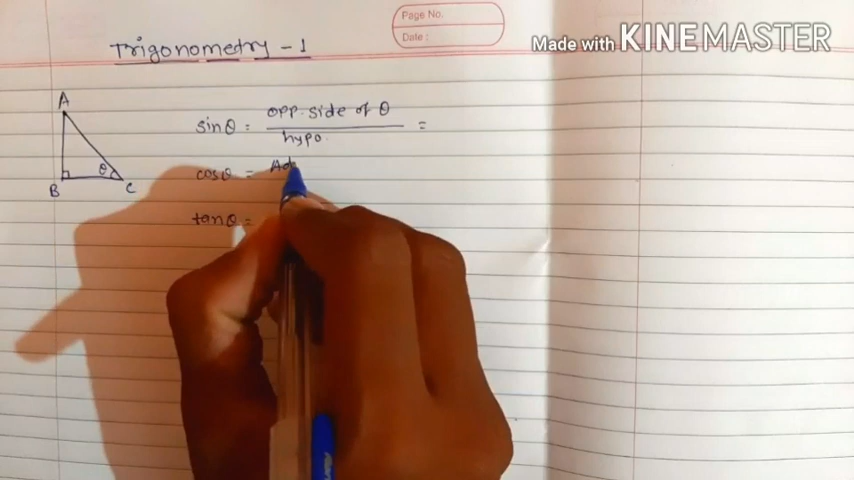 Page No.
Date :
Made with KINEMASTER
Trigonometry - 1
A
B
θ
C
sinθ = opp. side of θ / hypo. =
cosθ = Ad
tanθ =